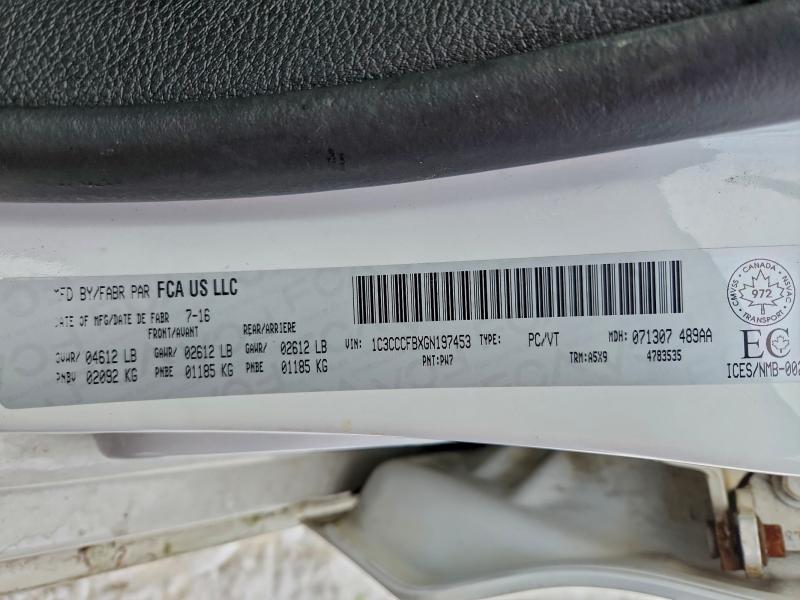 MFD BY/FABR PAR FCA US LLC
DATE OF MFG/DATE DE FABR 7-16
FRONT/AVANT REAR/ARRIERE
GVWR/ 04612 LB GAWR/ 02612 LB GAWR/ 02612 LB
PNBV 02092 KG PNBE 01185 KG PNBE 01185 KG
VIN: 1C3CCCFBXGN197453 TYPE: PC/VT MDH: 071307 489AA
PNT:PW7 TRM:A5X9 4783535
CANADA
CMVSS 972 NSVAC
TRANSPORT
EC
ICES/NMB-002